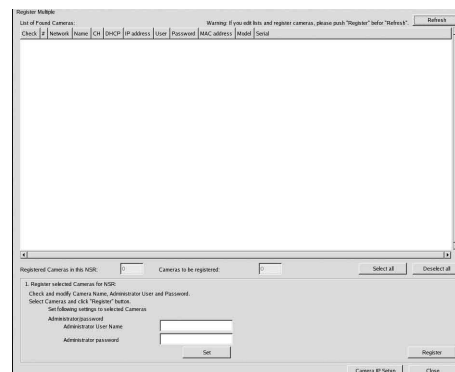 Register Multiple
List of Found Cameras:
Warning: If you edit lists and register cameras, please push "Register" befor "Refresh".
Refresh
Check # Network Name CH DHCP IP address User Password MAC address Model Serial
Registered Cameras in this NSR: 0 Cameras to be registered: 0 Select all Deselect all
1. Register selected Cameras for NSR:
Check and modify Camera Name, Administrator User and Password.
Select Cameras and click "Register" button.
Set following settings to selected Cameras
Administrator/password
Administrator User Name
Administrator password
Set
Register
Camera IP Setup Close